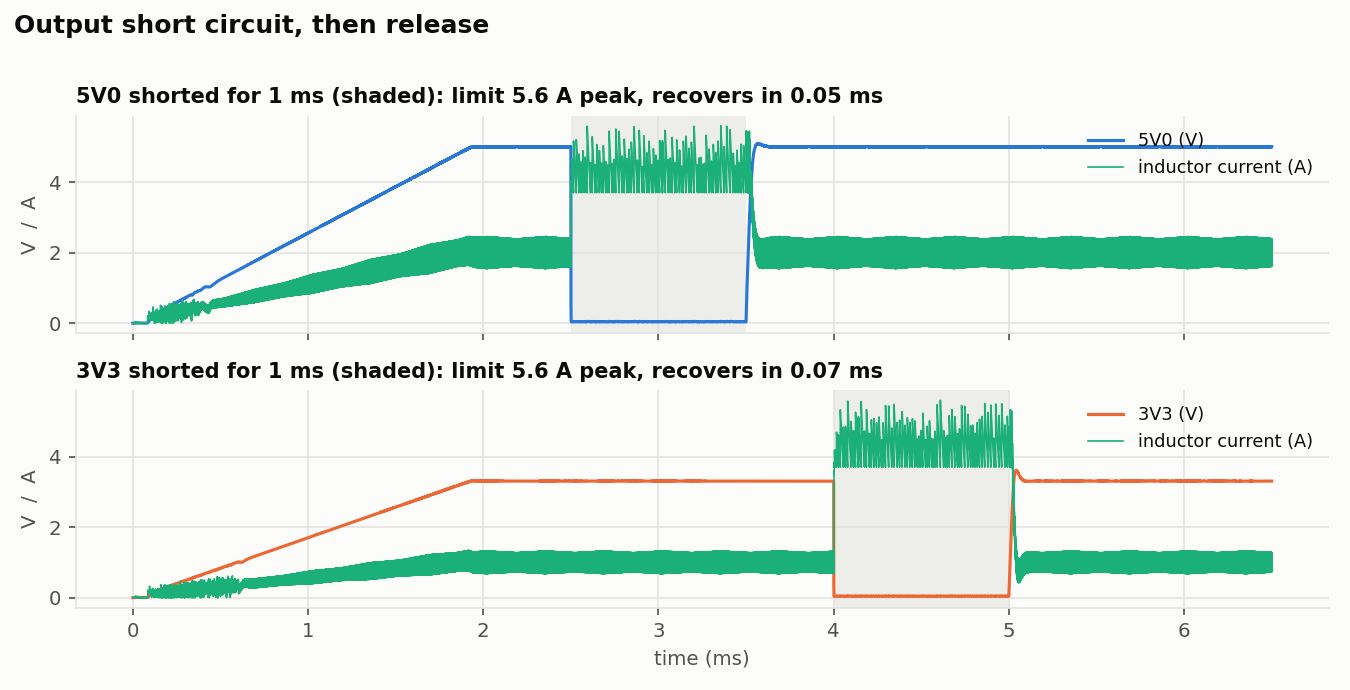 Output short circuit, then release
5V0 shorted for 1 ms (shaded): limit 5.6 A peak, recovers in 0.05 ms
5V0 (V)
inductor current (A)
4
2
0
V / A
3V3 shorted for 1 ms (shaded): limit 5.6 A peak, recovers in 0.07 ms
3V3 (V)
inductor current (A)
4
2
0
V / A
0 1 2 3 4 5 6
time (ms)